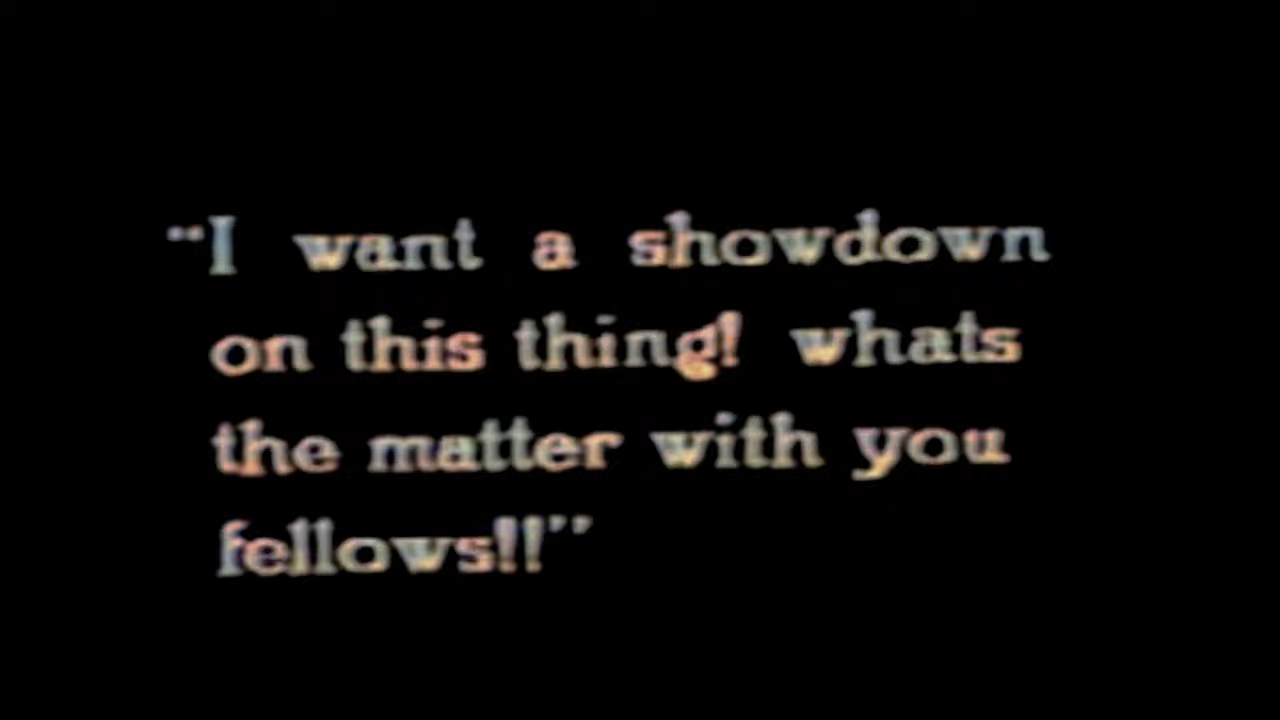 “I want a showdown
on this thing! whats
the matter with you
fellows!!”